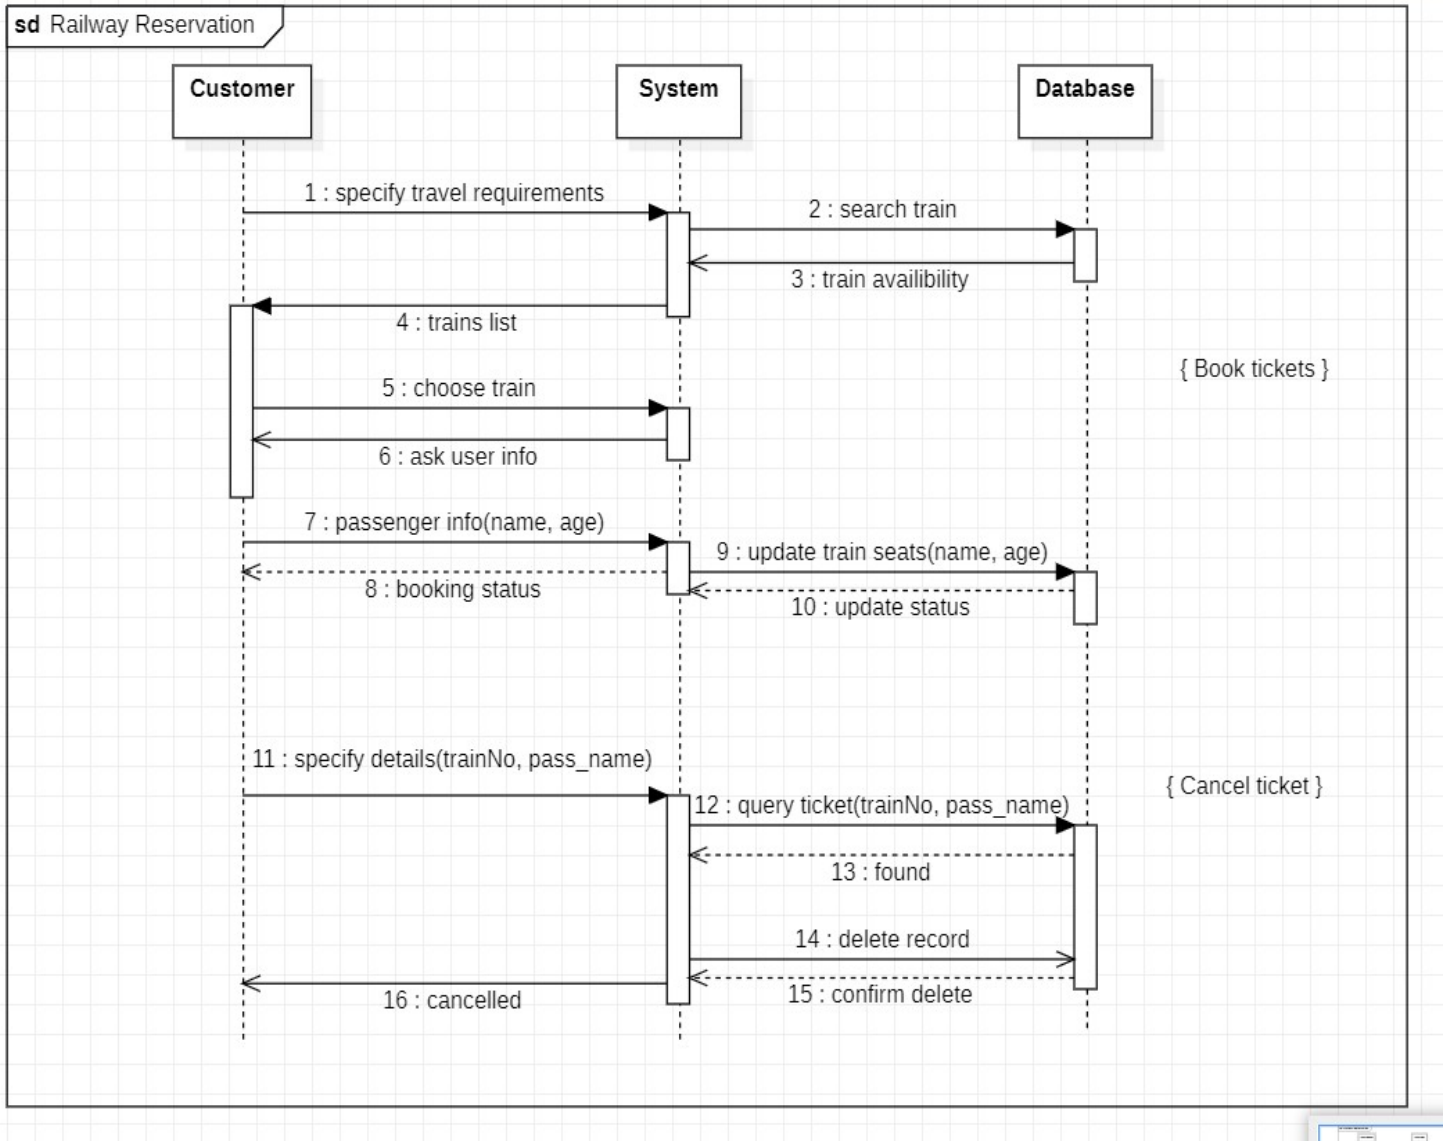 sd Railway Reservation
Customer
System
Database
1 : specify travel requirements
2 : search train
3 : train availibility
4 : trains list
{ Book tickets }
5 : choose train
6 : ask user info
7 : passenger info(name, age)
9 : update train seats(name, age)
8 : booking status
10 : update status
11 : specify details(trainNo, pass_name)
{ Cancel ticket }
12 : query ticket(trainNo, pass_name)
13 : found
14 : delete record
15 : confirm delete
16 : cancelled